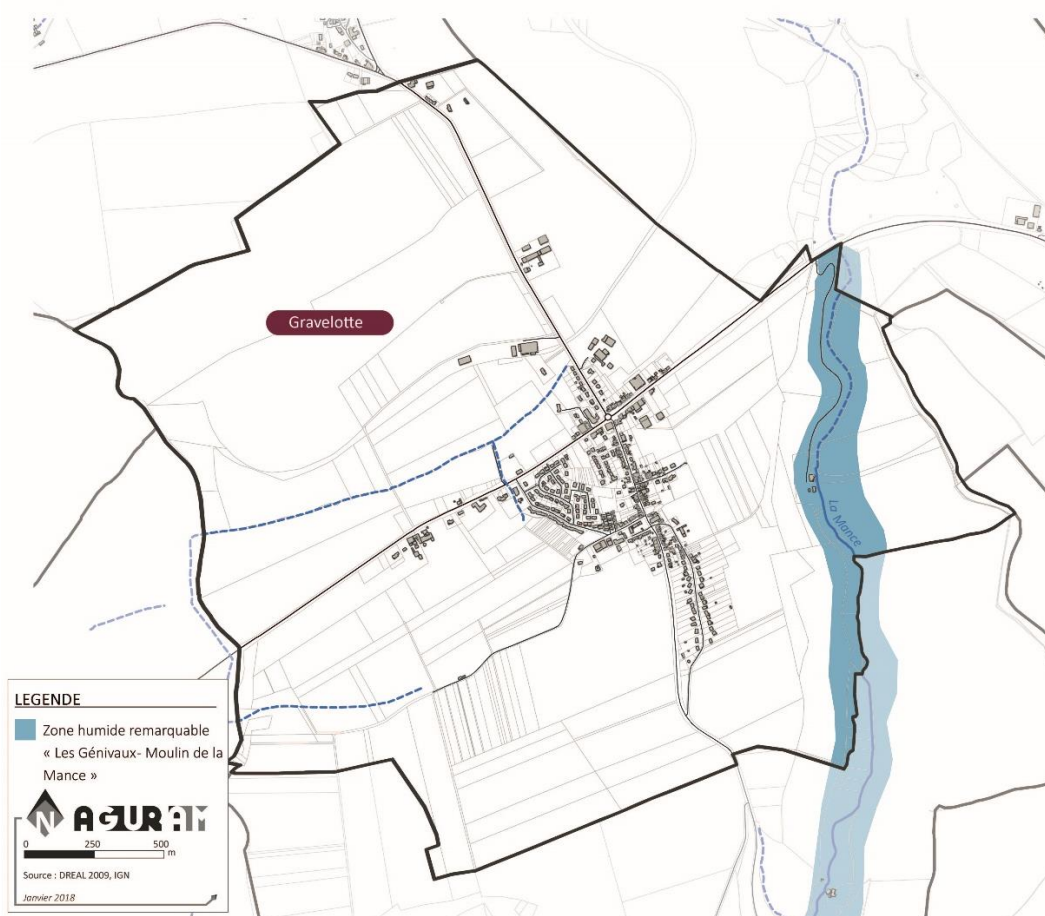 Gravelotte
La Mance
LEGENDE
Zone humide remarquable
« Les Génivaux- Moulin de la
Mance »
N AGURAM
0 250 500
m
Source : DREAL 2009, IGN
Janvier 2018